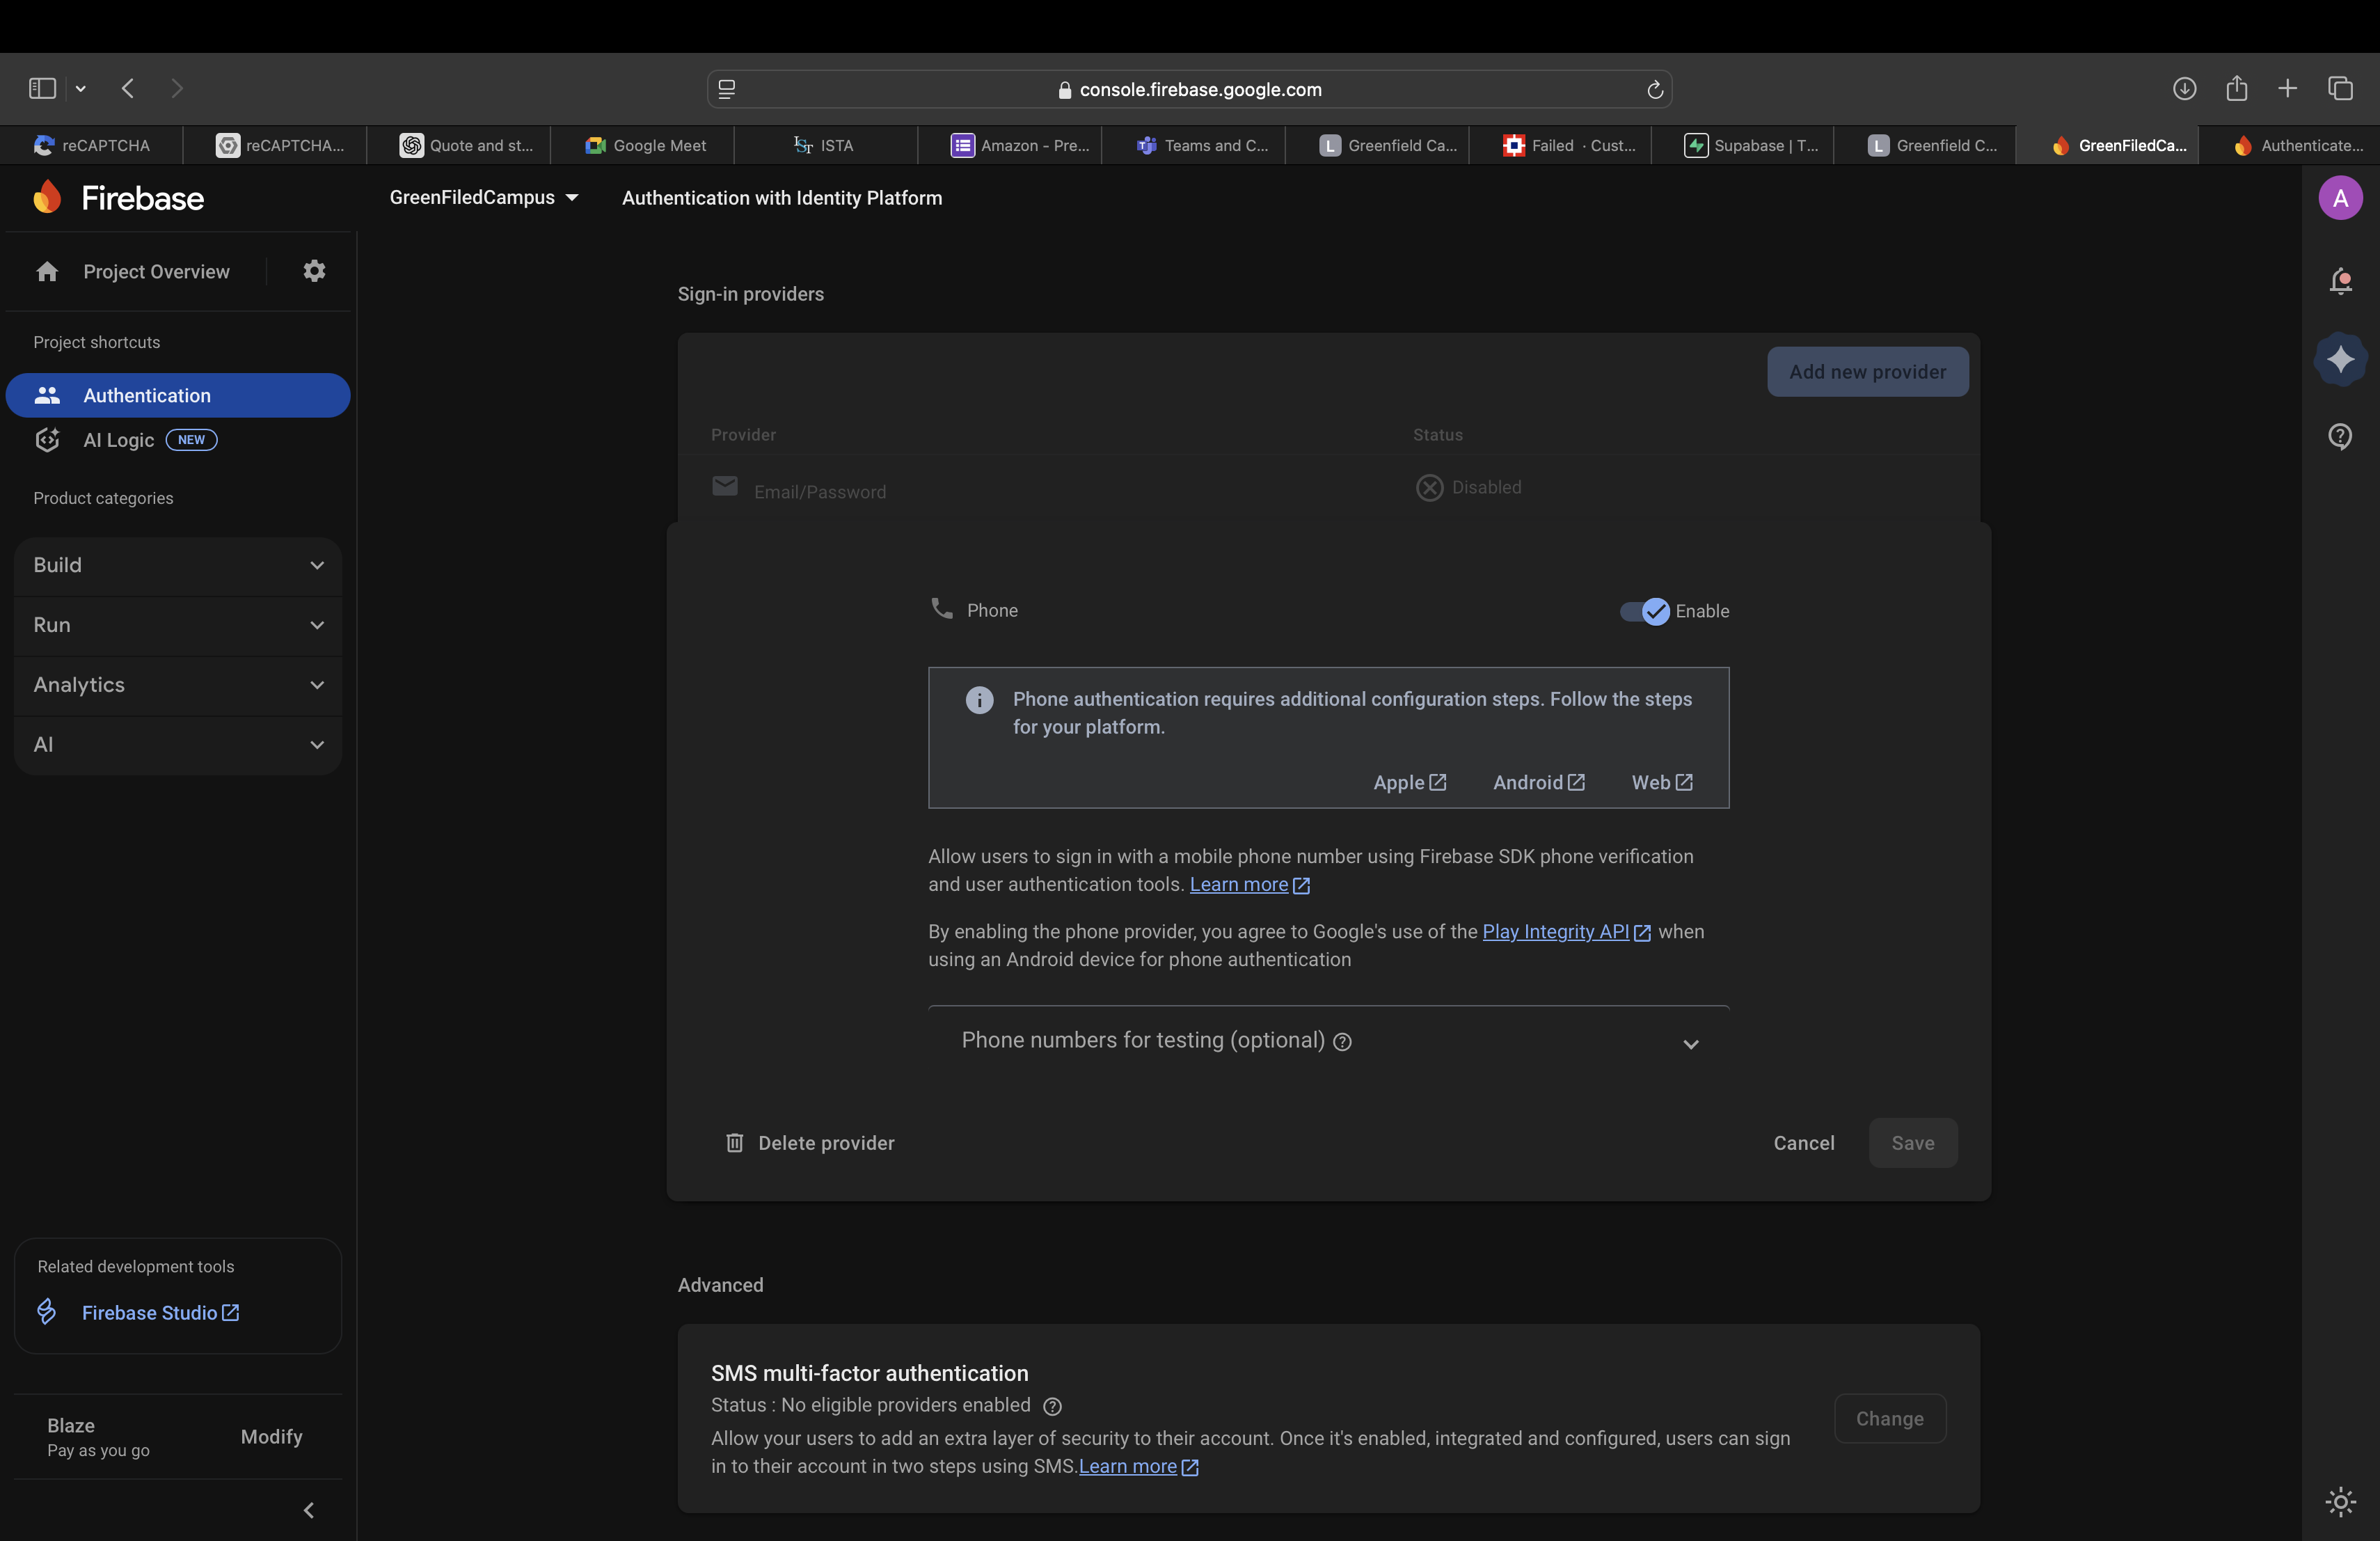 console.firebase.google.com
reCAPTCHA
reCAPTCHA...
Quote and st...
Google Meet
ISTA
Amazon - Pre...
Teams and C...
Greenfield Ca...
Failed · Cust...
Supabase | T...
Greenfield C...
GreenFiledCa...
Authenticate...
Firebase
GreenFiledCampus
Authentication with Identity Platform
A
Project Overview
Project shortcuts
Authentication
AI Logic NEW
Product categories
Build
Run
Analytics
AI
Related development tools
Firebase Studio
Blaze
Pay as you go
Modify
Sign-in providers
Add new provider
Provider Status
Email/Password Disabled
Phone Enable
Phone authentication requires additional configuration steps. Follow the steps
for your platform.
Apple Android Web
Allow users to sign in with a mobile phone number using Firebase SDK phone verification
and user authentication tools. Learn more
By enabling the phone provider, you agree to Google's use of the Play Integrity API when
using an Android device for phone authentication
Phone numbers for testing (optional)
Delete provider Cancel Save
Advanced
SMS multi-factor authentication
Status : No eligible providers enabled
Change
Allow your users to add an extra layer of security to their account. Once it's enabled, integrated and configured, users can sign
in to their account in two steps using SMS.Learn more